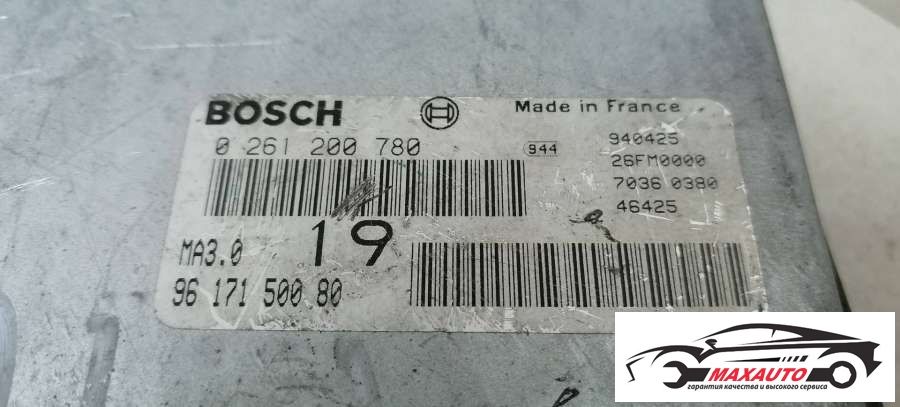 BOSCH
Made in France
0 261 200 780
944
940425
26FM0000
7036 0380
46425
19
MA3.0
96 171 500 80
MAXAUTO
гарантия качества и высокого сервиса